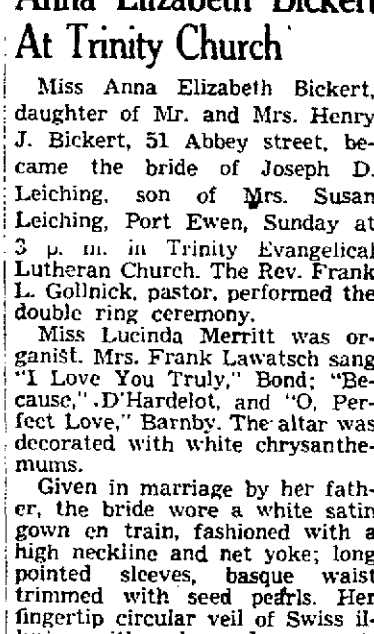 Anna Elizabeth Bickert
At Trinity Church
Miss Anna Elizabeth Bickert,
daughter of Mr. and Mrs. Henry
J. Bickert, 51 Abbey street, be-
came the bride of Joseph D.
Leiching, son of Mrs. Susan
Leiching, Port Ewen, Sunday at
3 p. m. in Trinity Evangelical
Lutheran Church. The Rev. Frank
L. Gollnick, pastor, performed the
double ring ceremony.
Miss Lucinda Merritt was or-
ganist. Mrs. Frank Lawatsch sang
"I Love You Truly," Bond; "Be-
cause," D'Hardelot, and "O, Per-
fect Love," Barnby. The altar was
decorated with white chrysanthe-
mums.
Given in marriage by her fath-
er, the bride wore a white satin
gown en train, fashioned with a
high neckline and net yoke; long
pointed sleeves, basque waist
trimmed with seed pearls. Her
fingertip circular veil of Swiss il-